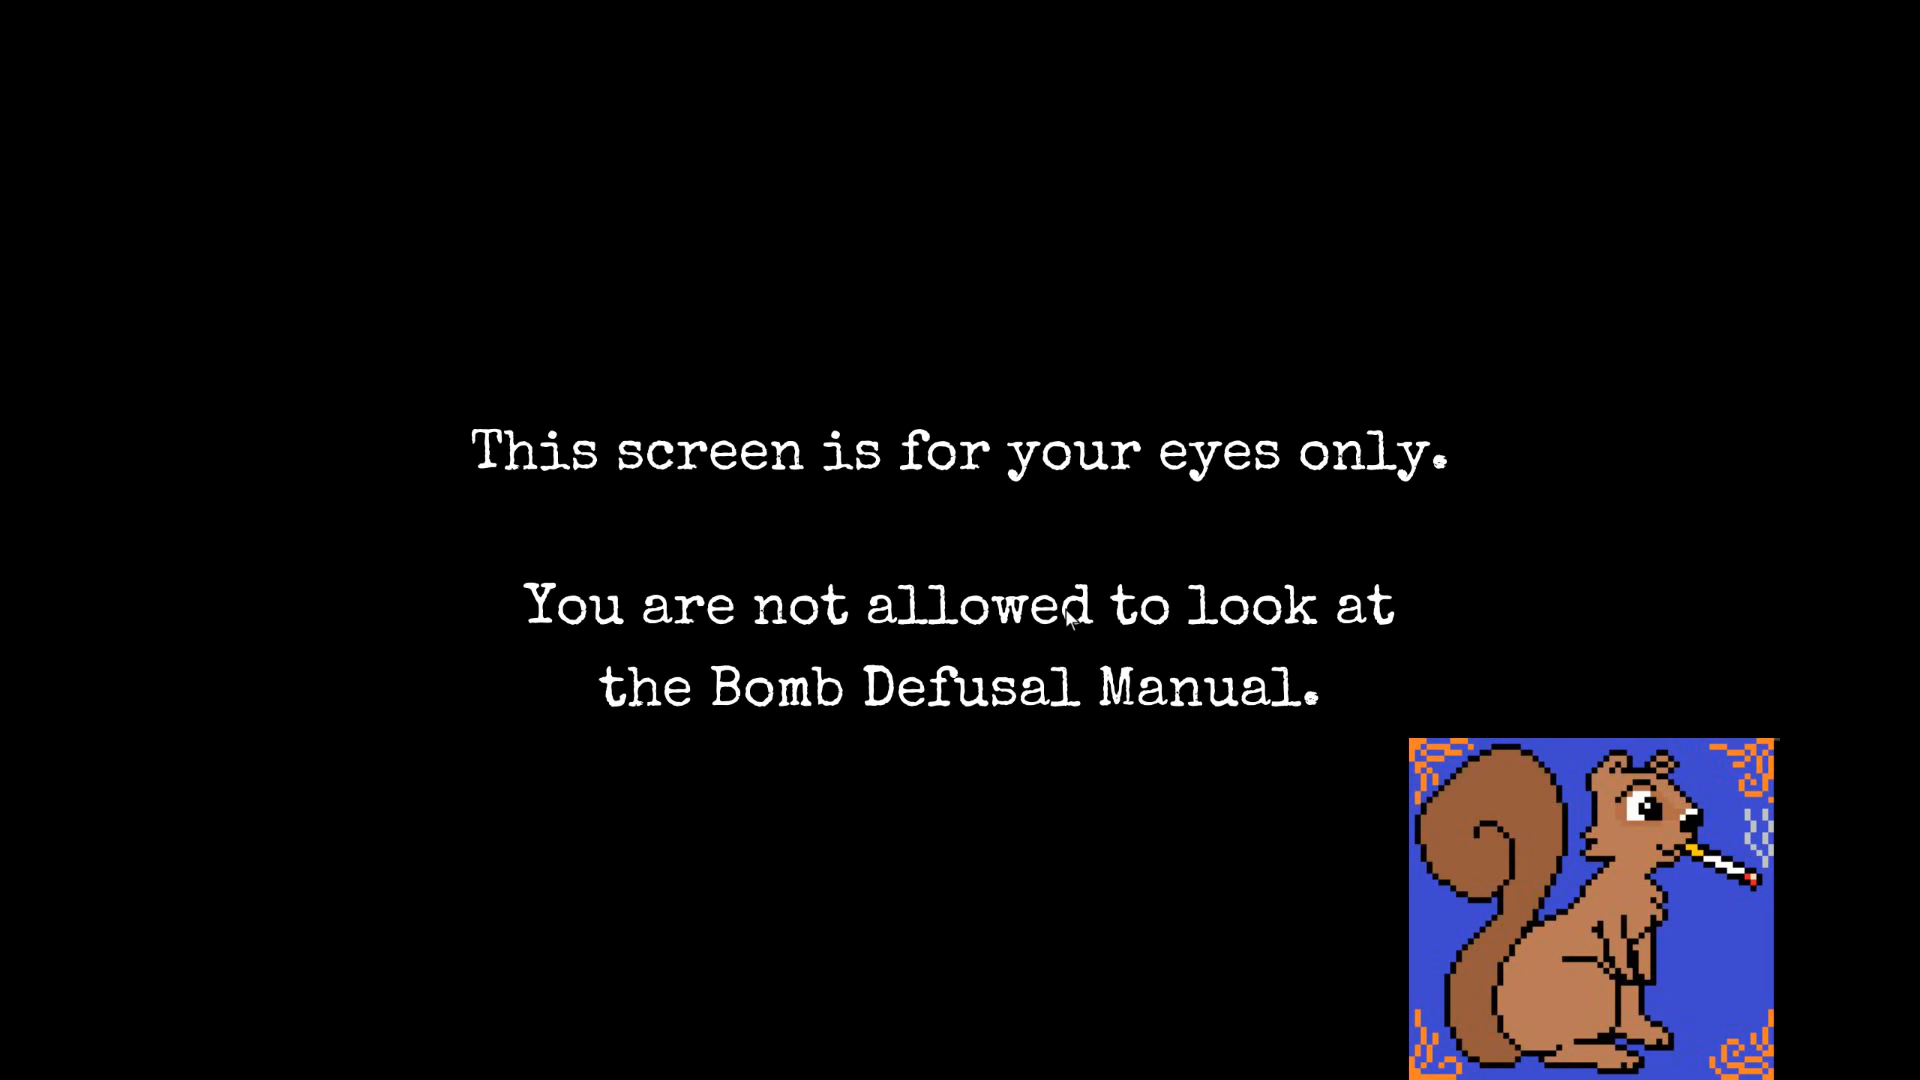 This screen is for your eyes only.
You are not allowed to look at
the Bomb Defusal Manual.